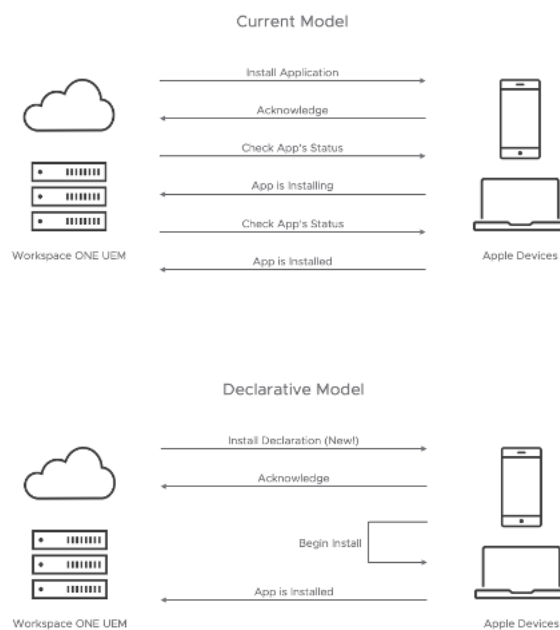 Current Model
Install Application
Acknowledge
Check App's Status
App is Installing
Check App's Status
App is Installed
Workspace ONE UEM
Apple Devices
Declarative Model
Install Declaration (New!)
Acknowledge
Begin Install
App is Installed
Workspace ONE UEM
Apple Devices